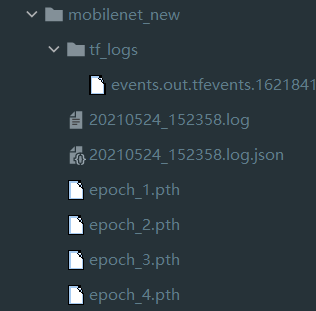 mobilenet_new
tf_logs
events.out.tfevents.1621841
20210524_152358.log
20210524_152358.log.json
epoch_1.pth
epoch_2.pth
epoch_3.pth
epoch_4.pth